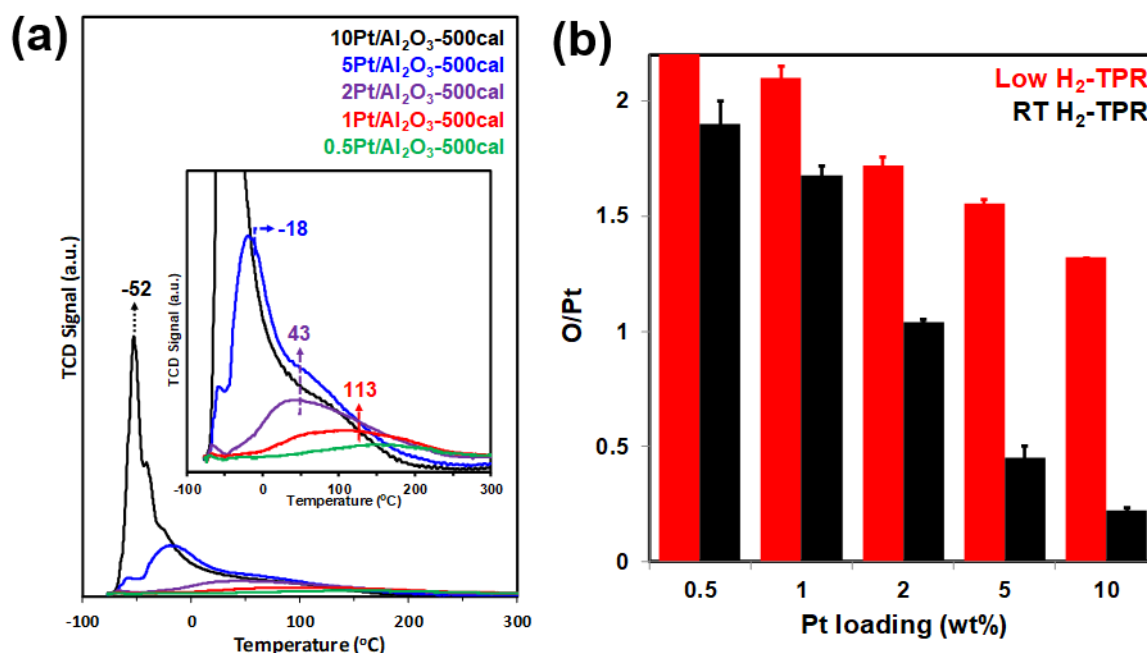 (a)
10Pt/Al₂O₃-500cal
5Pt/Al₂O₃-500cal
2Pt/Al₂O₃-500cal
1Pt/Al₂O₃-500cal
0.5Pt/Al₂O₃-500cal
TCD Signal (a.u.)
-52
TCD Signal (a.u.)
-18
43
113
-100 0 100 200 300
Temperature (⁰C)
-100 0 100 200 300
Temperature (⁰C)
(b)
Low H₂-TPR
RT H₂-TPR
O/Pt
2
1.5
1
0.5
0
0.5 1 2 5 10
Pt loading (wt%)